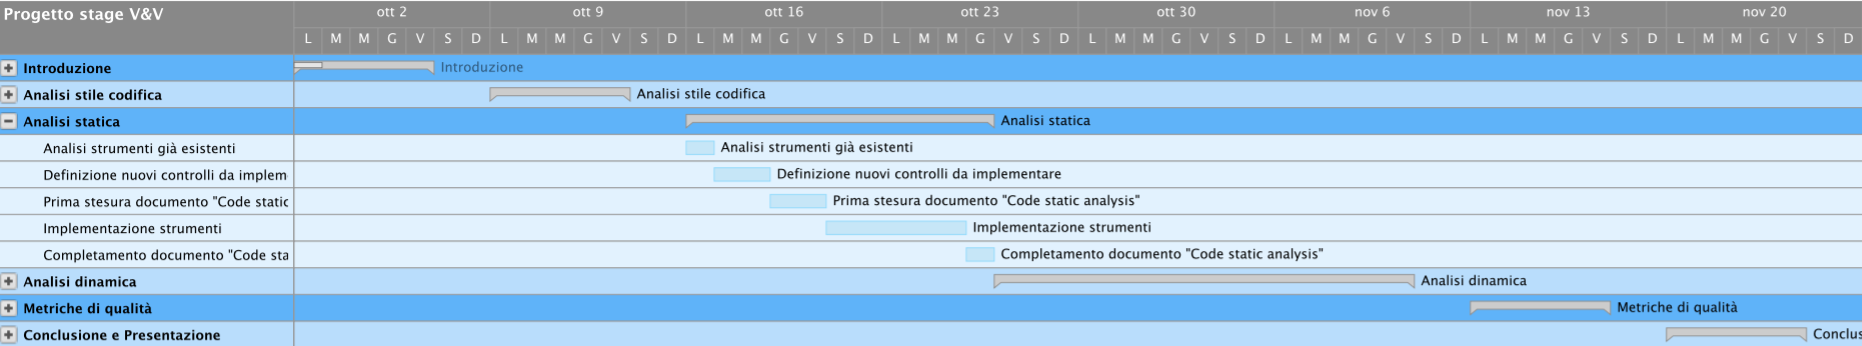 Progetto stage V&V
ott 2 ott 9 ott 16 ott 23 ott 30 nov 6 nov 13 nov 20
L M M G V S D L M M G V S D L M M G V S D L M M G V S D L M M G V S D L M M G V S D L M M G V S D L M M G V S D
Introduzione Introduzione
Analisi stile codifica Analisi stile codifica
Analisi statica Analisi statica
Analisi strumenti già esistenti Analisi strumenti già esistenti
Definizione nuovi controlli da implem Definizione nuovi controlli da implementare
Prima stesura documento "Code static Prima stesura documento "Code static analysis"
Implementazione strumenti Implementazione strumenti
Completamento documento "Code sta Completamento documento "Code static analysis"
Analisi dinamica Analisi dinamica
Metriche di qualità Metriche di qualità
Conclusione e Presentazione Conclus